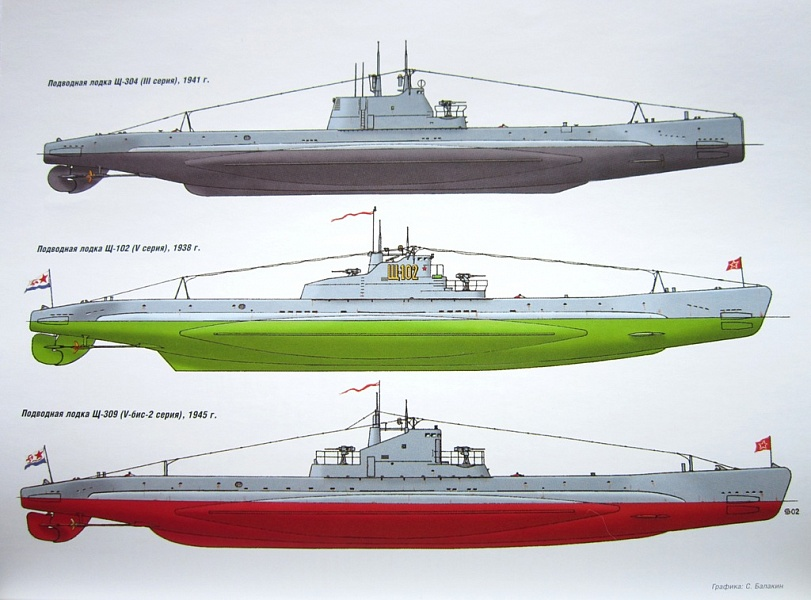 Подводная лодка Щ-304 (III серия), 1941 г.
Подводная лодка Щ-102 (V серия), 1938 г.
Щ-102
Подводная лодка Щ-309 (V-бис-2 серия), 1945 г.
Графика: С. Балакин